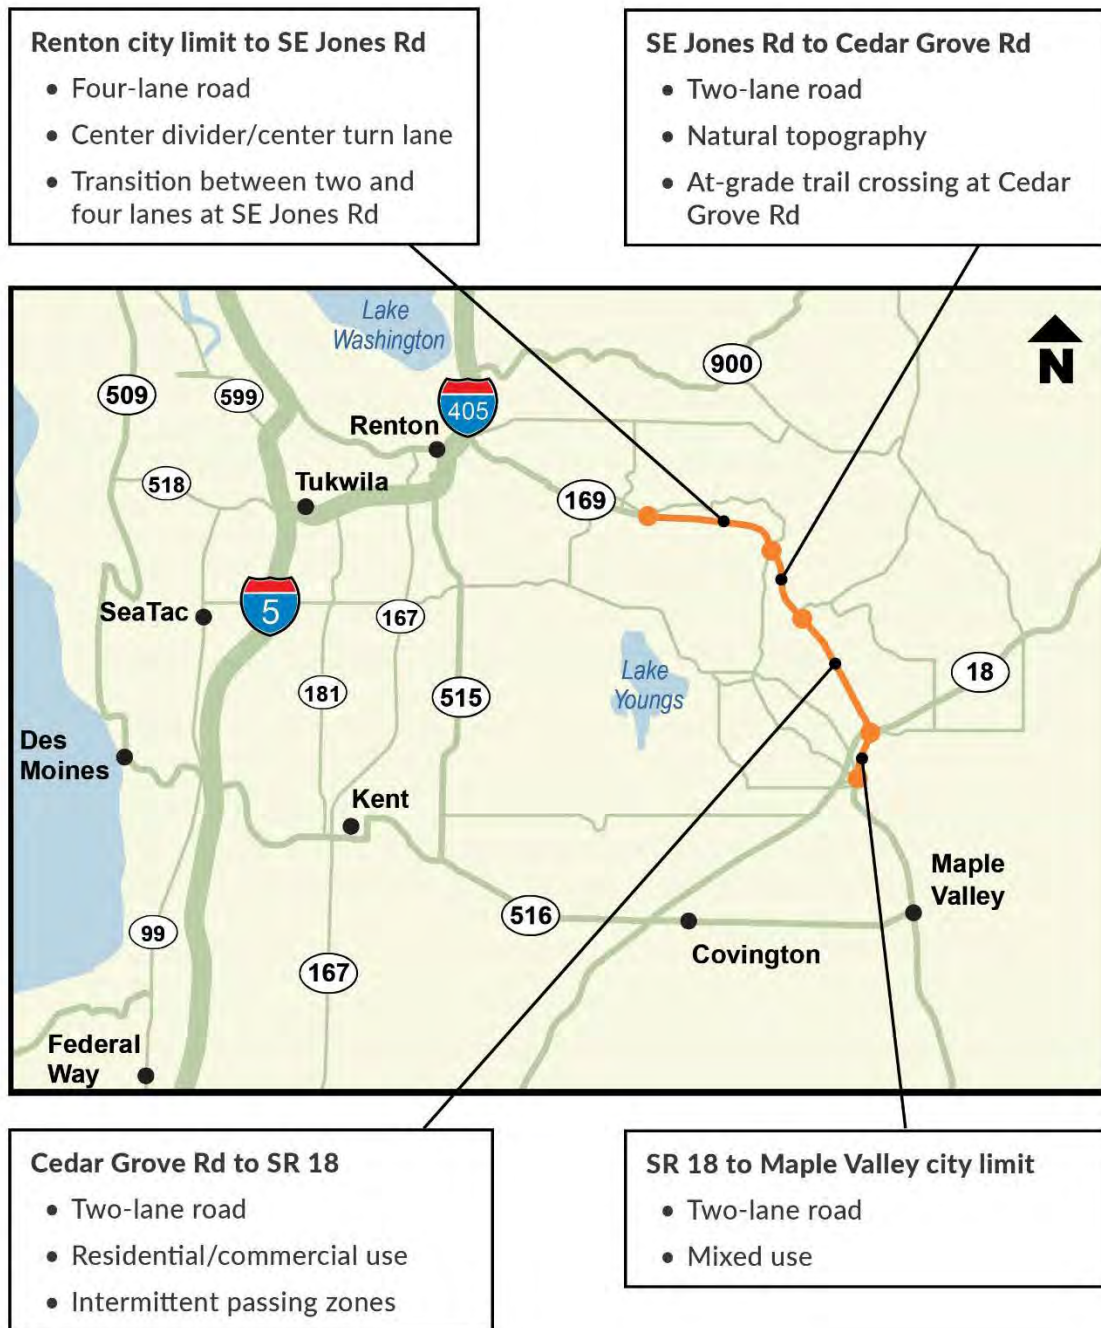 Renton city limit to SE Jones Rd
• Four-lane road
• Center divider/center turn lane
• Transition between two and
four lanes at SE Jones Rd
SE Jones Rd to Cedar Grove Rd
• Two-lane road
• Natural topography
• At-grade trail crossing at Cedar
Grove Rd
Lake
Washington
N
900
509
599
405
Renton
518
Tukwila
169
SeaTac
5
167
181
515
Lake
Youngs
18
Des
Moines
Kent
Maple
Valley
516
99
167
Covington
Federal
Way
Cedar Grove Rd to SR 18
• Two-lane road
• Residential/commercial use
• Intermittent passing zones
SR 18 to Maple Valley city limit
• Two-lane road
• Mixed use